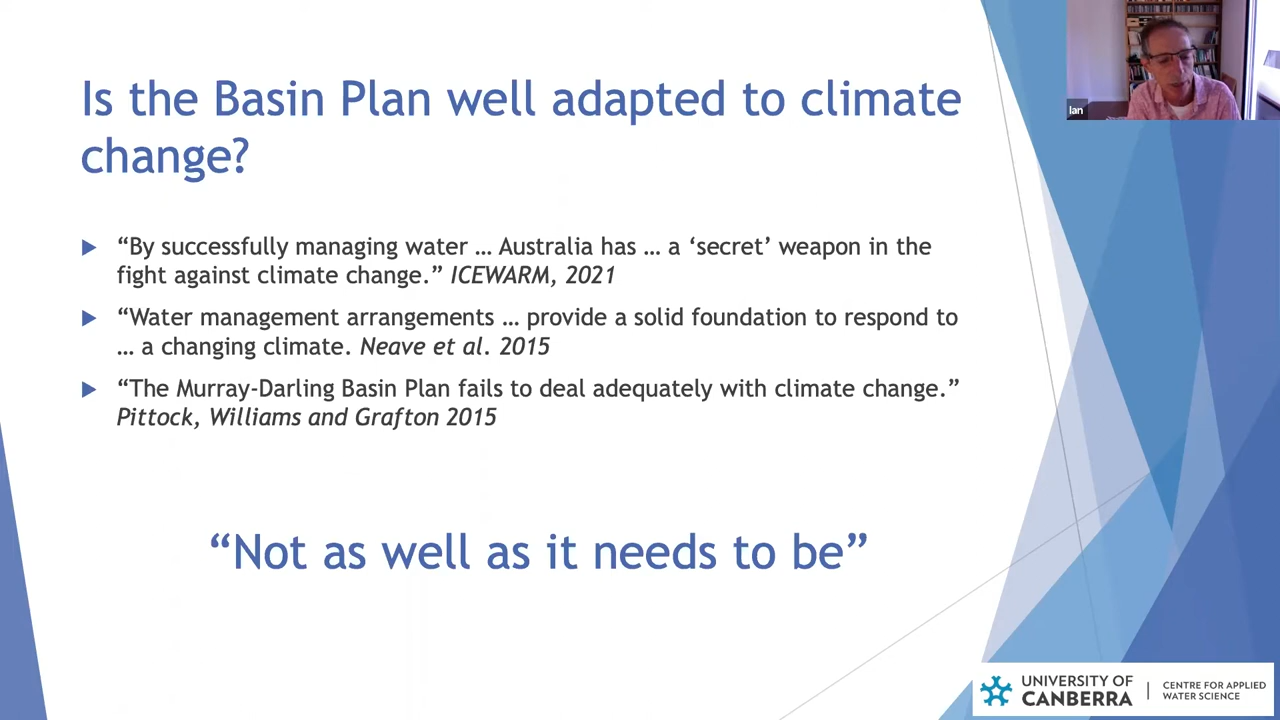 Is the Basin Plan well adapted to climate
change?
“By successfully managing water … Australia has … a ‘secret’ weapon in the
fight against climate change.” ICEWARM, 2021
“Water management arrangements … provide a solid foundation to respond to
… a changing climate. Neave et al. 2015
“The Murray-Darling Basin Plan fails to deal adequately with climate change.”
Pittock, Williams and Grafton 2015
“Not as well as it needs to be”
Ian
UNIVERSITY OF
CANBERRA
CENTRE FOR APPLIED
WATER SCIENCE